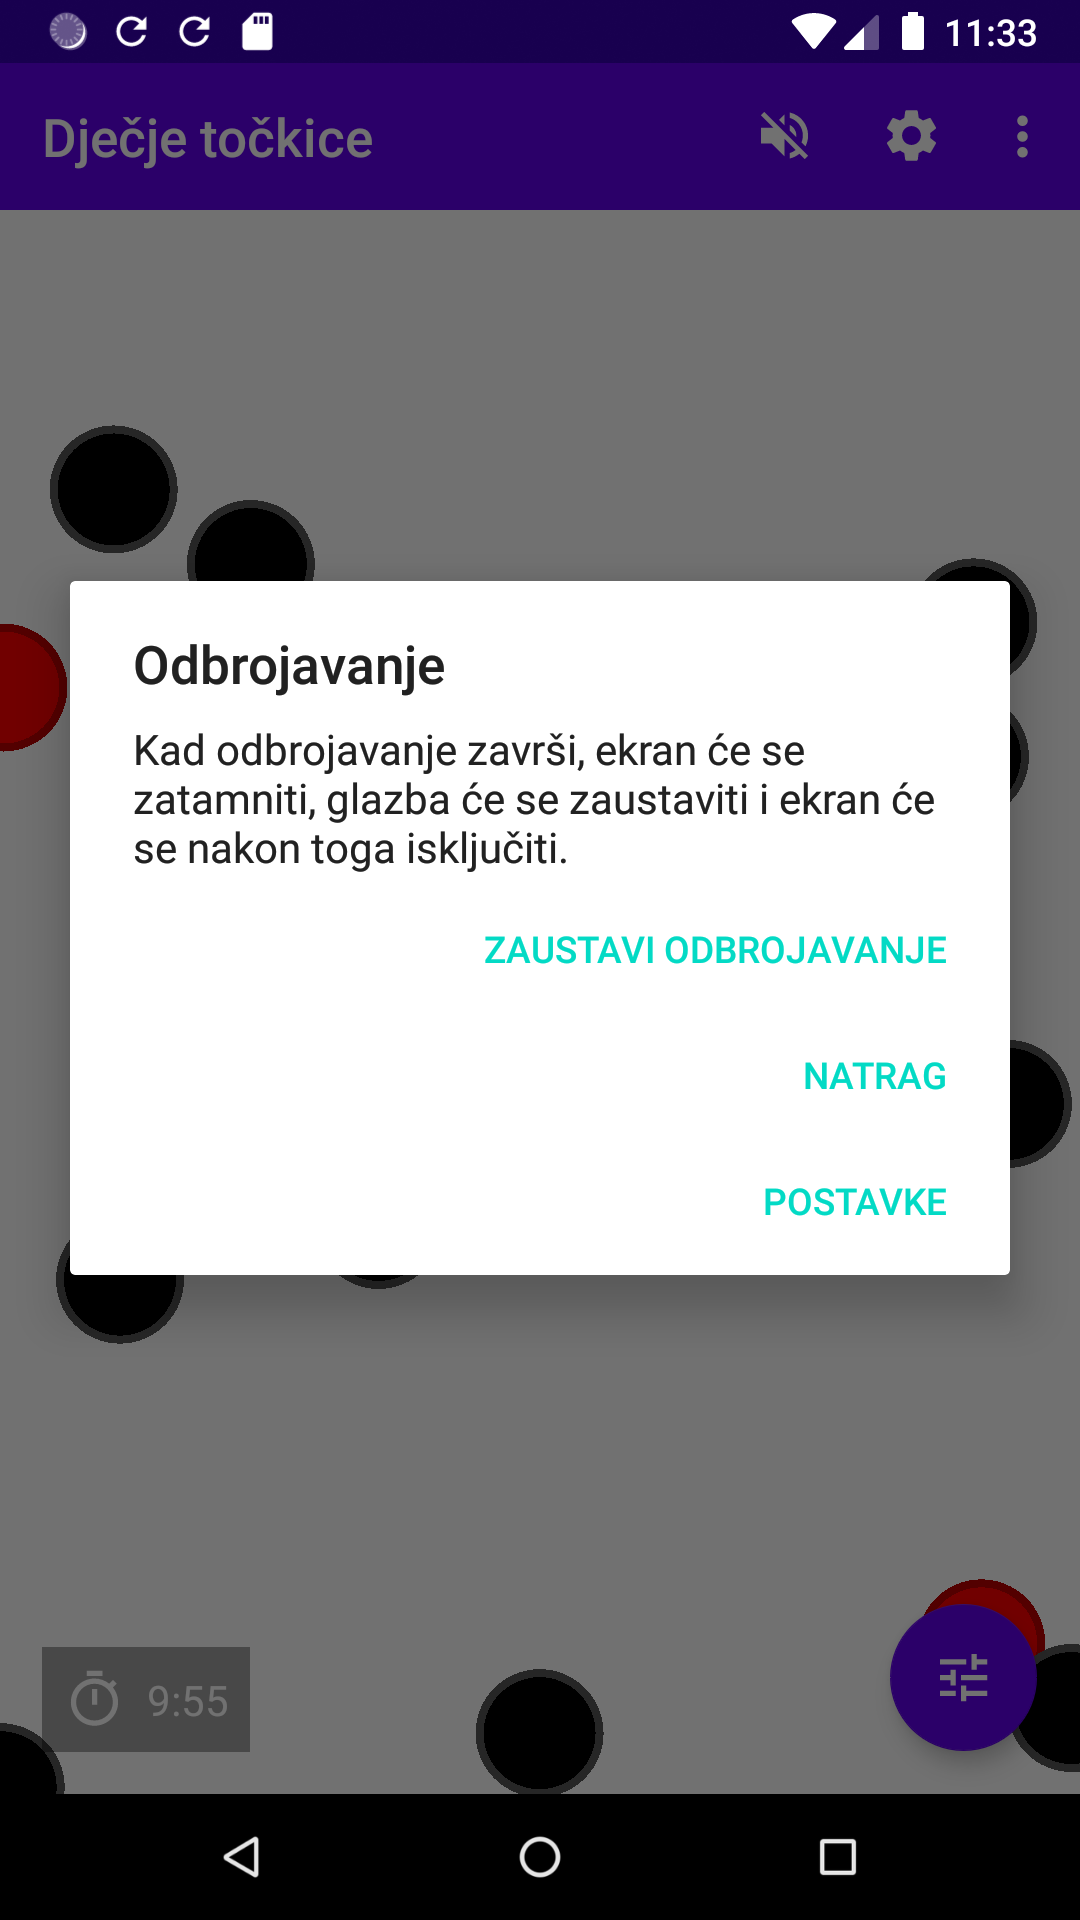 11:33
Dječje točkice
Odbrojavanje
Kad odbrojavanje završi, ekran će se
zatamniti, glazba će se zaustaviti i ekran će
se nakon toga isključiti.
ZAUSTAVI ODBROJAVANJE
NATRAG
POSTAVKE
9:55